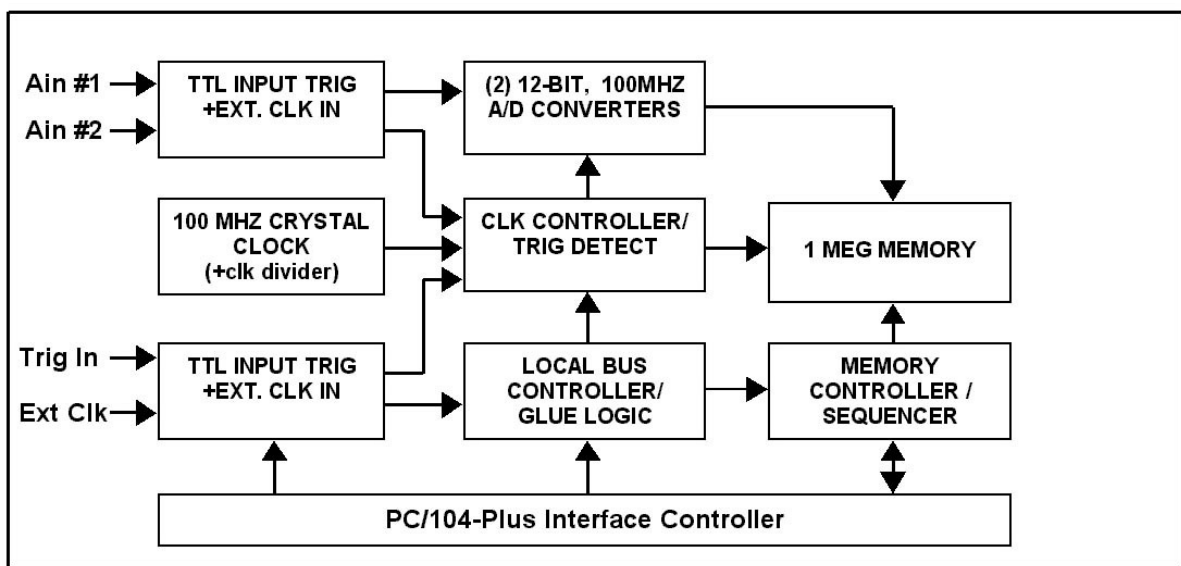 Ain #1
Ain #2
TTL INPUT TRIG
+EXT. CLK IN
(2) 12-BIT, 100MHZ
A/D CONVERTERS
100 MHZ CRYSTAL
CLOCK
(+clk divider)
CLK CONTROLLER/
TRIG DETECT
1 MEG MEMORY
Trig In
Ext Clk
TTL INPUT TRIG
+EXT. CLK IN
LOCAL BUS
CONTROLLER/
GLUE LOGIC
MEMORY
CONTROLLER /
SEQUENCER
PC/104-Plus Interface Controller